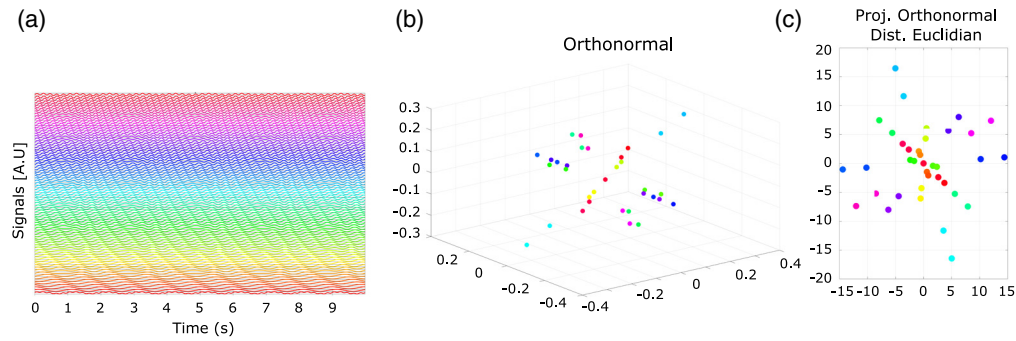 (a)
Signals [A.U]
0 1 2 3 4 5 6 7 8 9
Time (s)
(b)
Orthonormal
0.3
0.2
0.1
0
-0.1
-0.2
-0.3
0.2
0
-0.2
-0.4
-0.4
-0.2
0
0.2
0.4
(c)
Proj. Orthonormal
Dist. Euclidian
20
15
10
5
0
-5
-10
-15
-20
-15 -10 -5 0 5 10 15